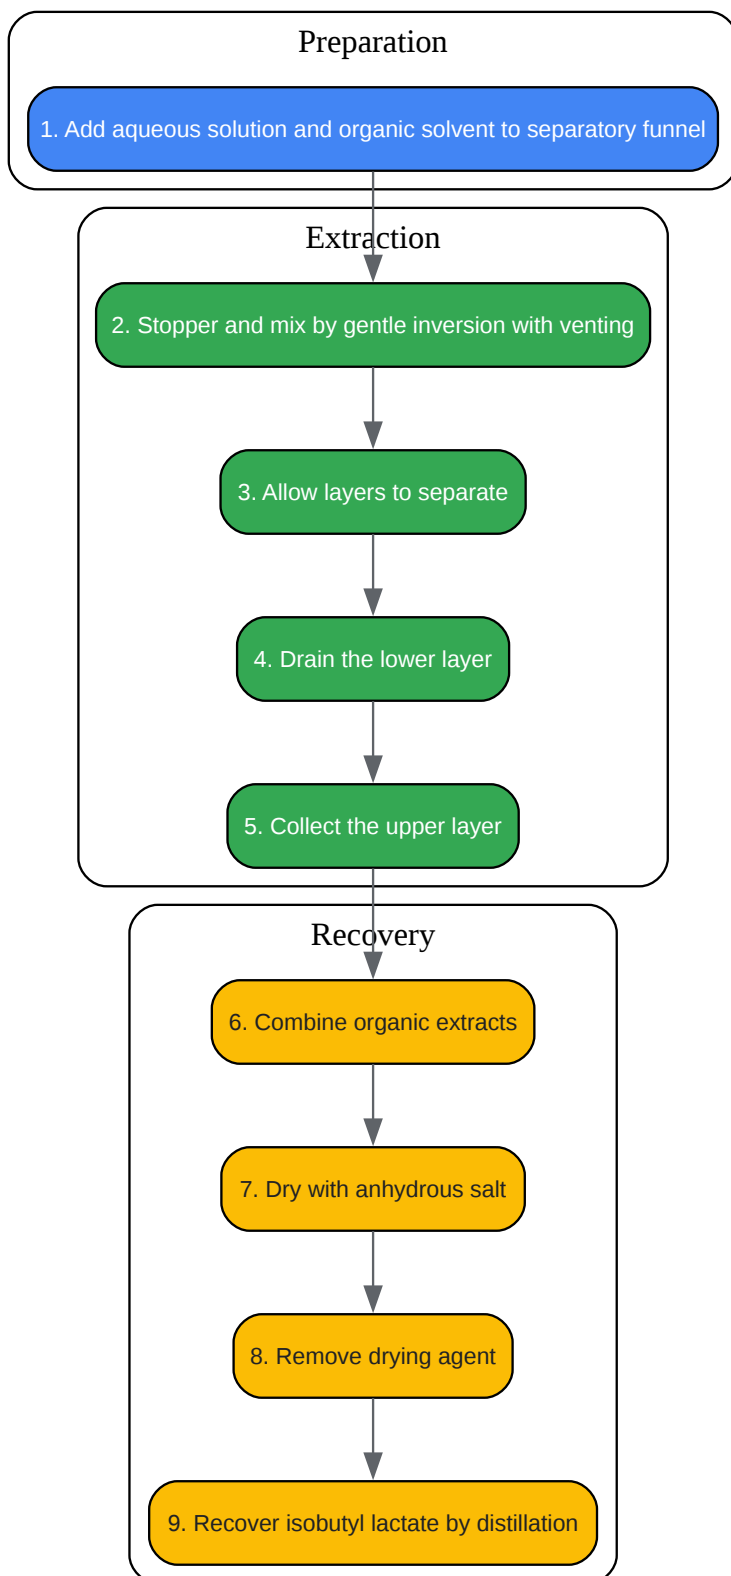 Preparation
1. Add aqueous solution and organic solvent to separatory funnel
Extraction
2. Stopper and mix by gentle inversion with venting
3. Allow layers to separate
4. Drain the lower layer
5. Collect the upper layer
Recovery
6. Combine organic extracts
7. Dry with anhydrous salt
8. Remove drying agent
9. Recover isobutyl lactate by distillation